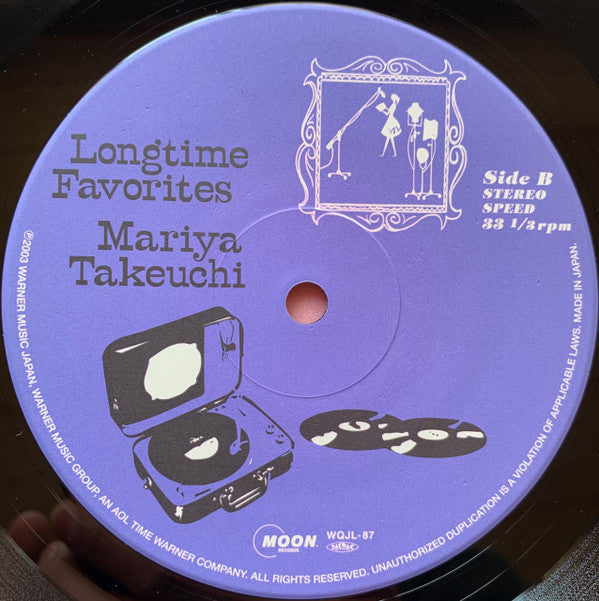 Longtime
Favorites
Mariya
Takeuchi
Side B
STEREO
SPEED
33 1/3 rpm
MOON
RECORDS
WQJL-87
℗2003 WARNER MUSIC JAPAN, WARNER MUSIC GROUP, AN AOL TIME WARNER COMPANY. ALL RIGHTS RESERVED. UNAUTHORIZED DUPLICATION IS A VIOLATION OF APPLICABLE LAWS. MADE IN JAPAN.